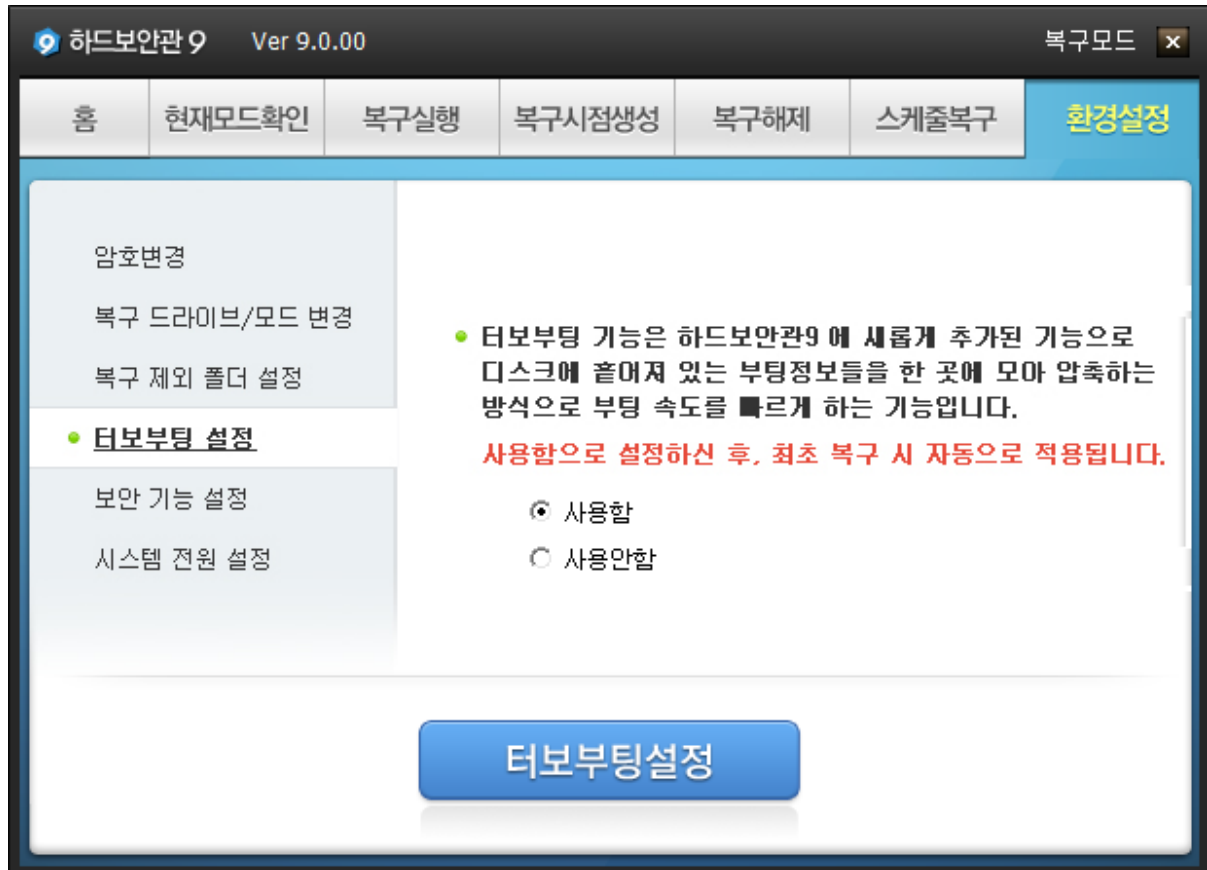 하드보안관 9 Ver 9.0.00 복구모드
홈 현재모드확인 복구실행 복구시점생성 복구해제 스케줄복구 환경설정
암호변경
복구 드라이브/모드 변경
복구 제외 폴더 설정
터보부팅 설정
보안 기능 설정
시스템 전원 설정
터보부팅 기능은 하드보안관9 에 새롭게 추가된 기능으로
디스크에 흩어져 있는 부팅정보들을 한 곳에 모아 압축하는
방식으로 부팅 속도를 빠르게 하는 기능입니다.
사용함으로 설정하신 후, 최초 복구 시 자동으로 적용됩니다.
사용함
사용안함
터보부팅설정